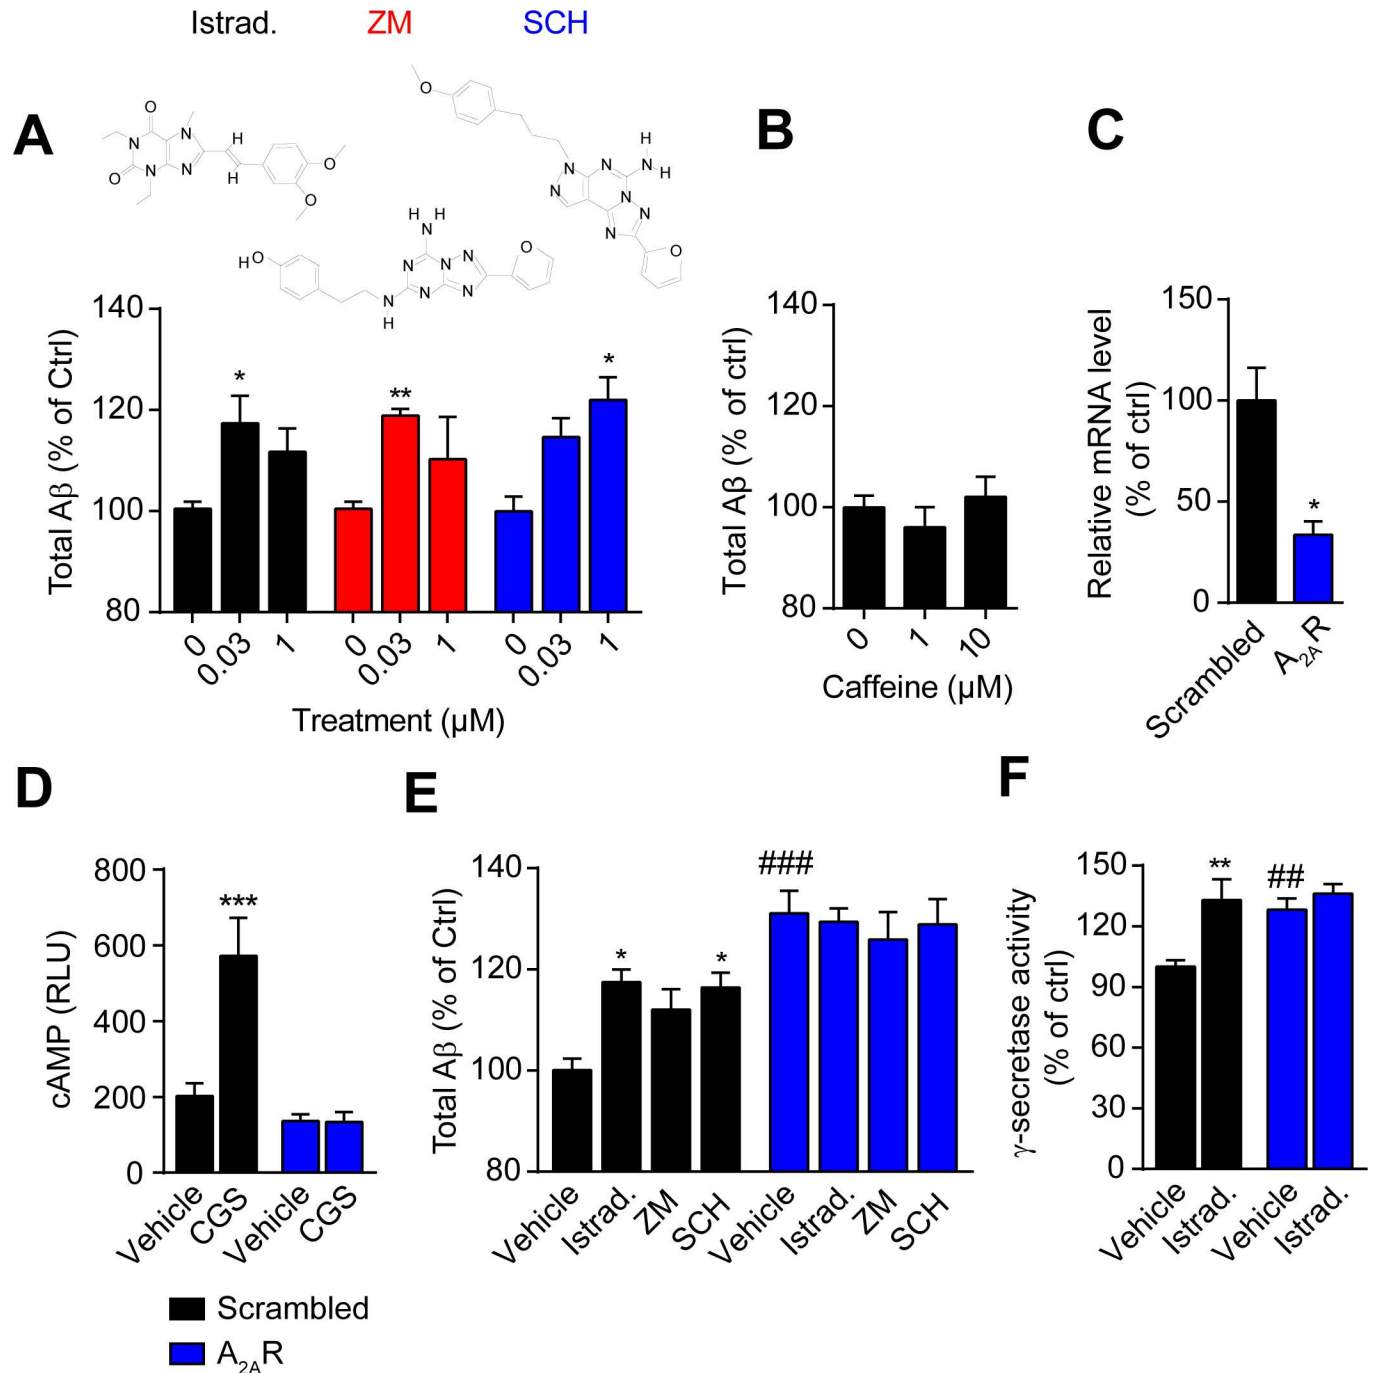 Istrad. ZM SCH
A
B
C
O
N
N
O
N
N
O
H
H
O
O
O
N
N
N
N
N
N
N
H
H
O
HO
H H
N
N
N
N
N
N
N
H
O
Total Aβ (% of Ctrl)
140
120
100
80
* ** *
0 0.03 1 0 0.03 1 0 0.03 1
Treatment (µM)
Total Aβ (% of ctrl)
140
120
100
80
0 1 10
Caffeine (µM)
Relative mRNA level
(% of ctrl)
150
100
50
0
*
Scrambled A2AR
D
E
F
cAMP (RLU)
800
600
400
200
0
***
Vehicle CGS Vehicle CGS
Scrambled
A2AR
Total Aβ (% of Ctrl)
140
120
100
80
* * ###
Vehicle Istrad. ZM SCH Vehicle Istrad. ZM SCH
γ-secretase activity
(% of ctrl)
150
120
90
60
30
0
** ##
Vehicle Istrad. Vehicle Istrad.